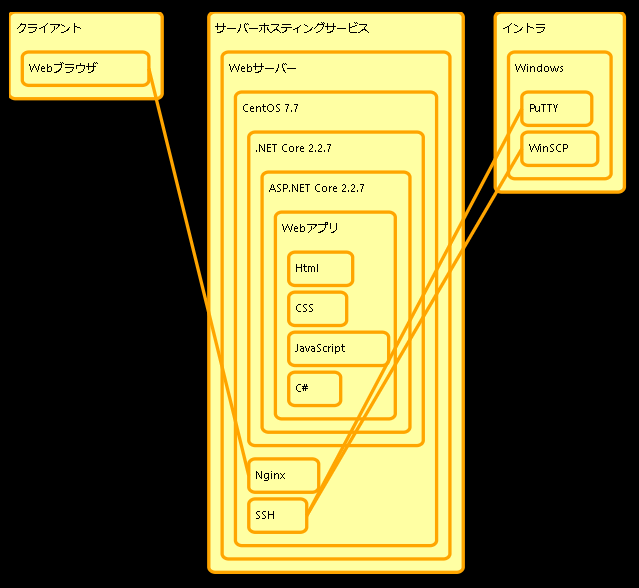 クライアント
Webブラウザ
サーバーホスティングサービス
Webサーバー
CentOS 7.7
.NET Core 2.2.7
ASP.NET Core 2.2.7
Webアプリ
Html
CSS
JavaScript
C#
Nginx
SSH
イントラ
Windows
PuTTY
WinSCP